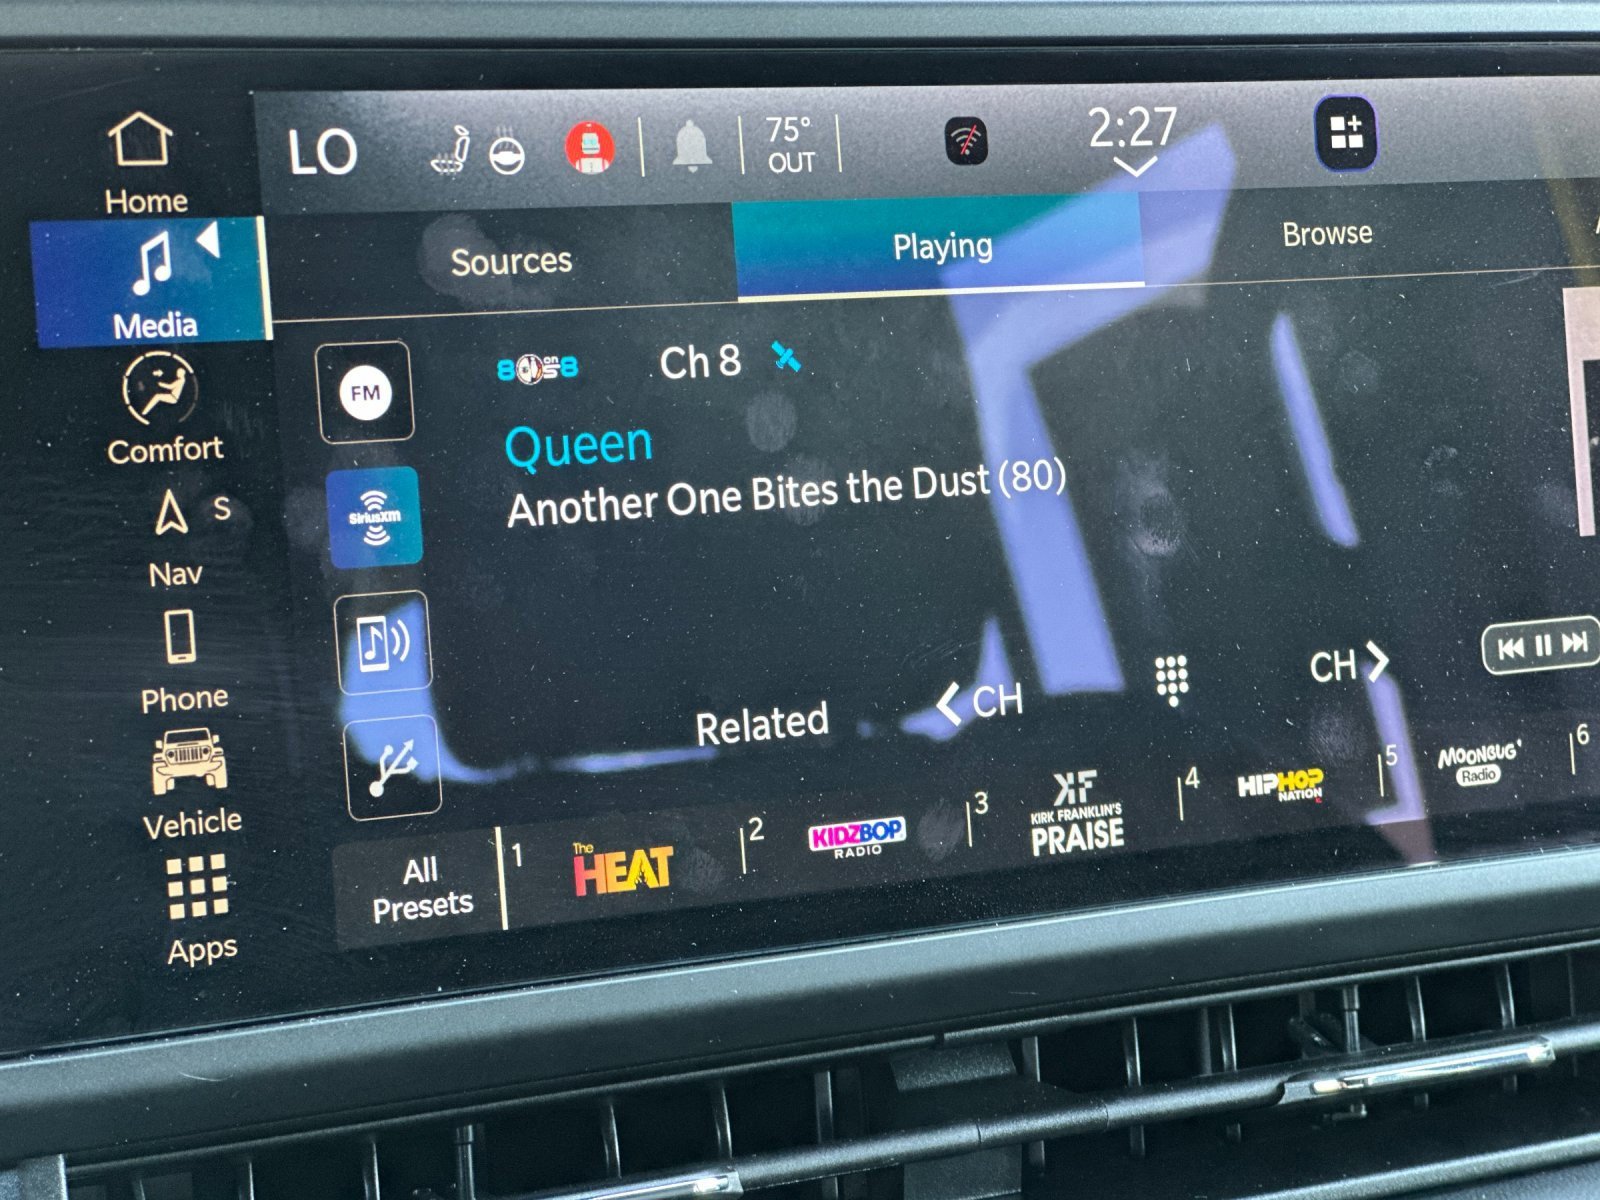 LO
75°
OUT
2:27
Home
Media
Comfort
S
Nav
Phone
Vehicle
Apps
Sources
Playing
Browse
FM
SiriusXM
80s on 8
Ch 8
Queen
Another One Bites the Dust (80)
Related
CH
CH
All
Presets
1
The
HEAT
2
KIDZBOP
RADIO
3
KF
KIRK FRANKLIN'S
PRAISE
4
HIPHOP
NATION
5
MOONBUG
Radio
6